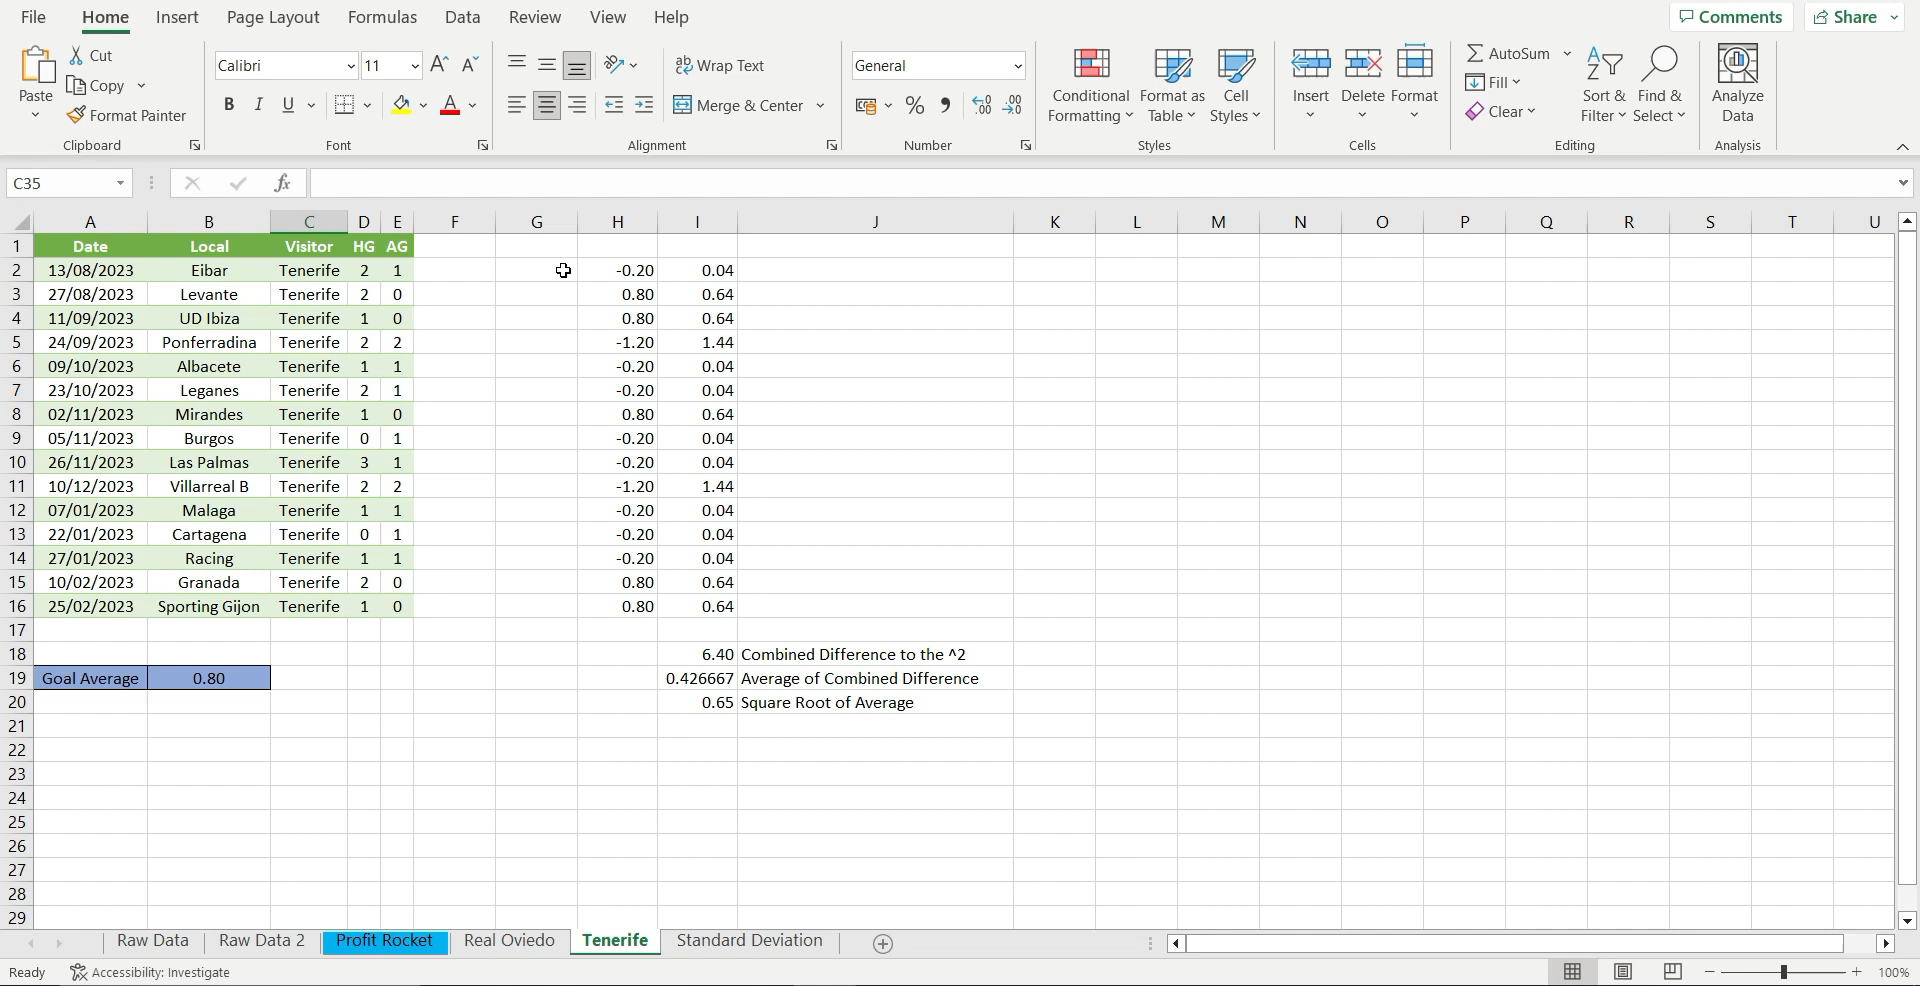 File Home Insert Page Layout Formulas Data Review View Help Comments Share
Paste Cut Copy Format Painter Clipboard
Calibri 11 A^ A B I U A Font
ab Wrap Text Merge & Center Alignment
General % 9 Number
Conditional Formatting Format as Table Cell Styles Styles
Insert Delete Format Cells
AutoSum Fill Clear Sort & Filter Find & Select Editing
Analyze Data Analysis
C35 fx
A B C D E F G H I J K L M N O P Q R S T U
1 Date Local Visitor HG AG
2 13/08/2023 Eibar Tenerife 2 1 -0.20 0.04
3 27/08/2023 Levante Tenerife 2 0 0.80 0.64
4 11/09/2023 UD Ibiza Tenerife 1 0 0.80 0.64
5 24/09/2023 Ponferradina Tenerife 2 2 -1.20 1.44
6 09/10/2023 Albacete Tenerife 1 1 -0.20 0.04
7 23/10/2023 Leganes Tenerife 2 1 -0.20 0.04
8 02/11/2023 Mirandes Tenerife 1 0 0.80 0.64
9 05/11/2023 Burgos Tenerife 0 1 -0.20 0.04
10 26/11/2023 Las Palmas Tenerife 3 1 -0.20 0.04
11 10/12/2023 Villarreal B Tenerife 2 2 -1.20 1.44
12 07/01/2023 Malaga Tenerife 1 1 -0.20 0.04
13 22/01/2023 Cartagena Tenerife 0 1 -0.20 0.04
14 27/01/2023 Racing Tenerife 1 1 -0.20 0.04
15 10/02/2023 Granada Tenerife 2 0 0.80 0.64
16 25/02/2023 Sporting Gijon Tenerife 1 0 0.80 0.64
17
18 6.40 Combined Difference to the ^2
19 Goal Average 0.80 0.426667 Average of Combined Difference
20 0.65 Square Root of Average
21
22
23
24
25
26
27
28
29
Raw Data Raw Data 2 Profit Rocket Real Oviedo Tenerife Standard Deviation
Ready Accessibility: Investigate 100%